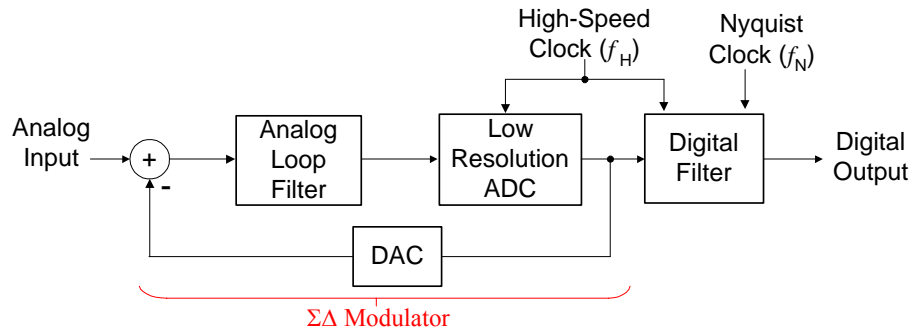 High-Speed
Clock (fH)
Nyquist
Clock (fN)
Analog
Input
+
-
Analog
Loop
Filter
Low
Resolution
ADC
Digital
Filter
Digital
Output
DAC
ΣΔ Modulator